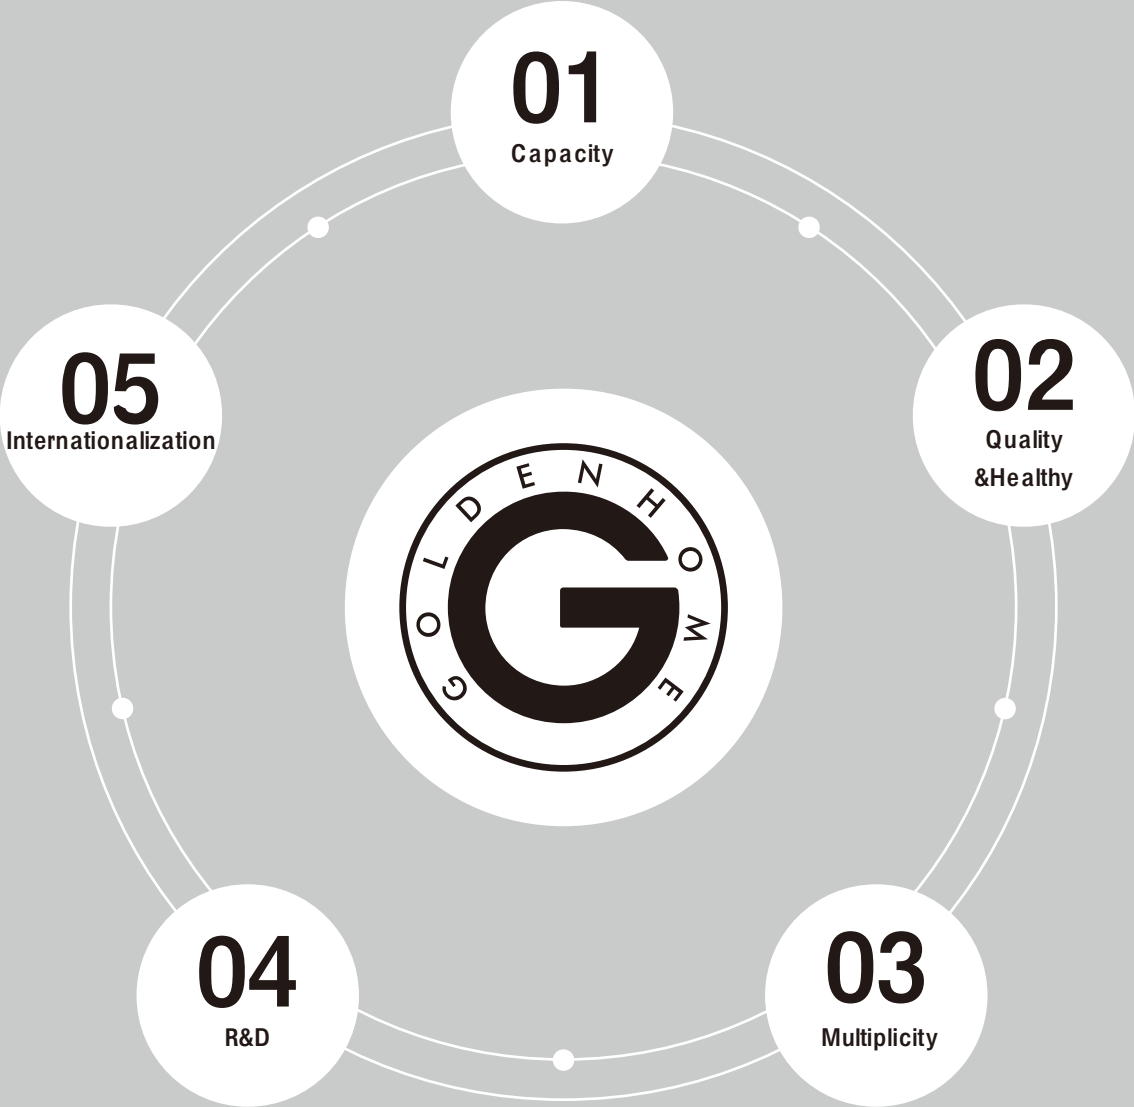 01
Capacity
02
Quality
&Healthy
03
Multiplicity
04
R&D
05
Internationalization
GOLDENHOME
G